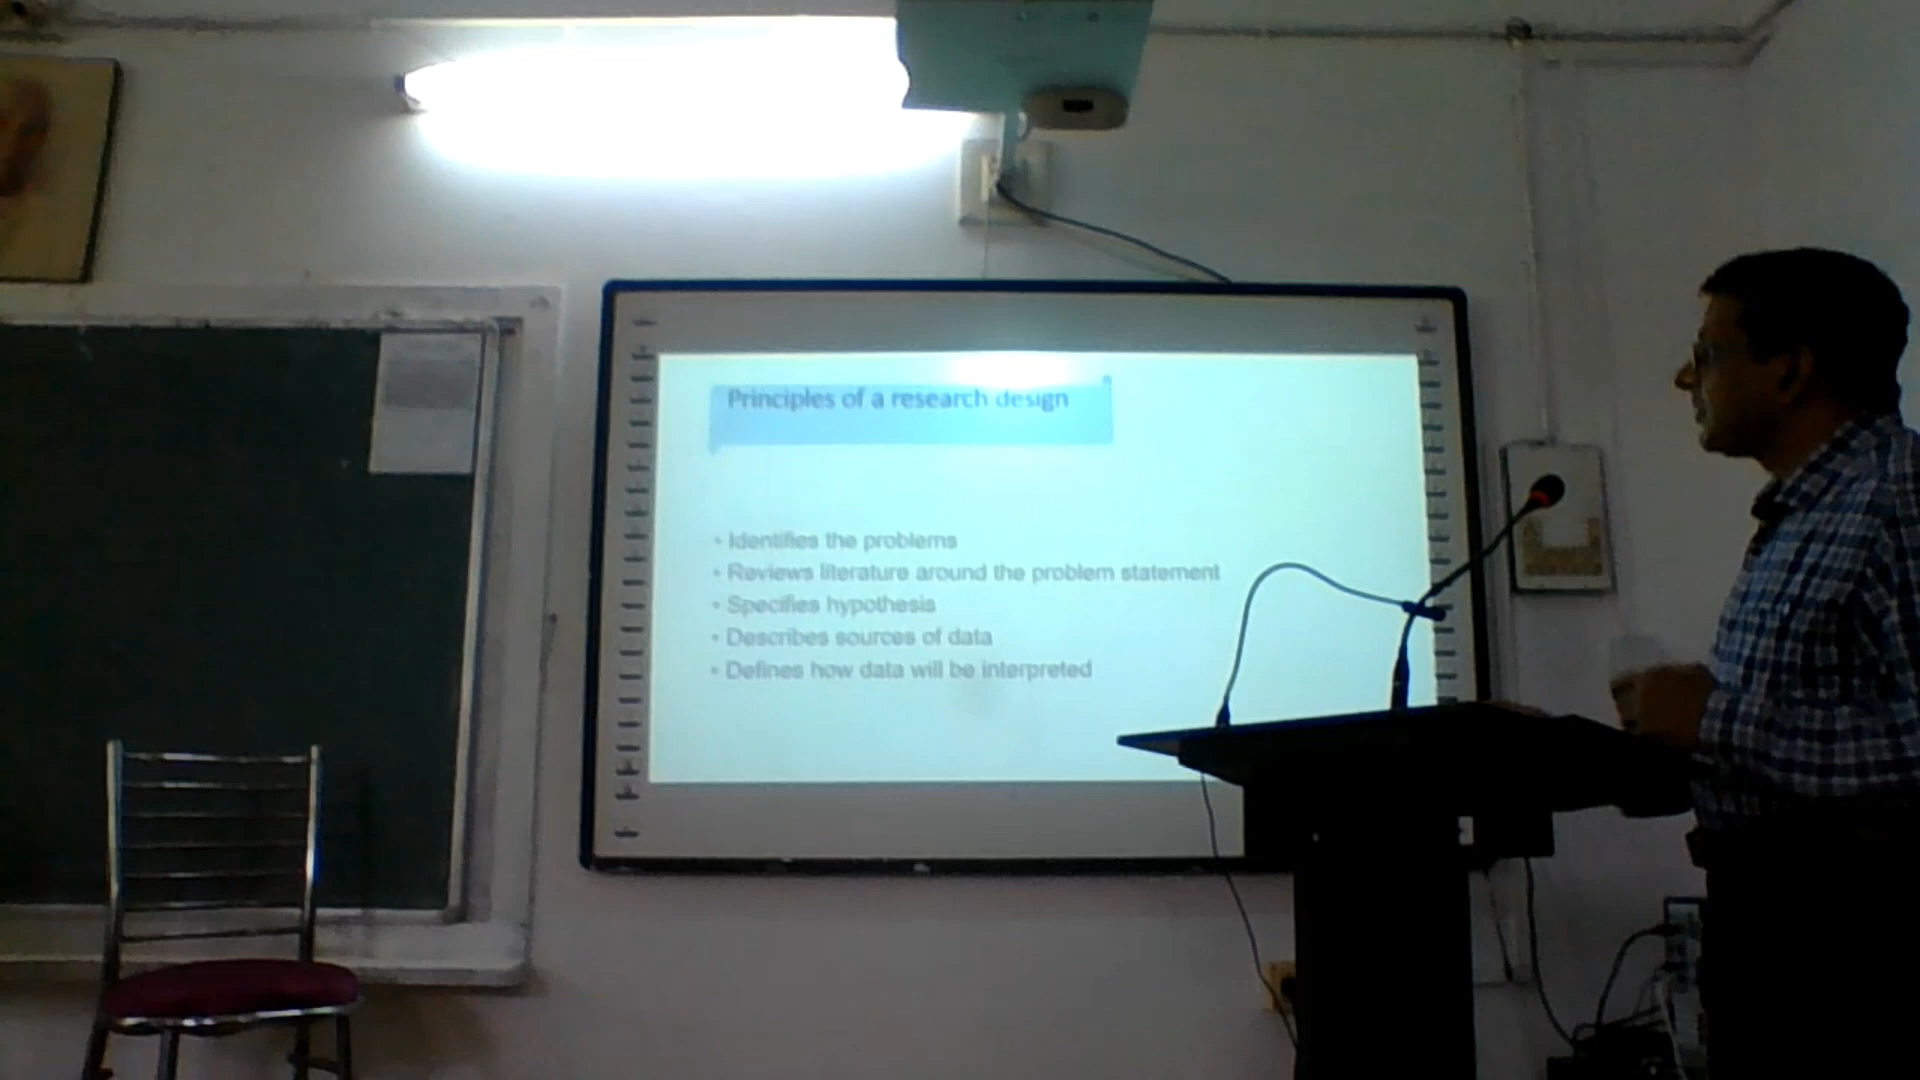 Principles of a research design
• Identifies the problems
• Reviews literature around the problem statement
• Specifies hypothesis
• Describes sources of data
• Defines how data will be interpreted